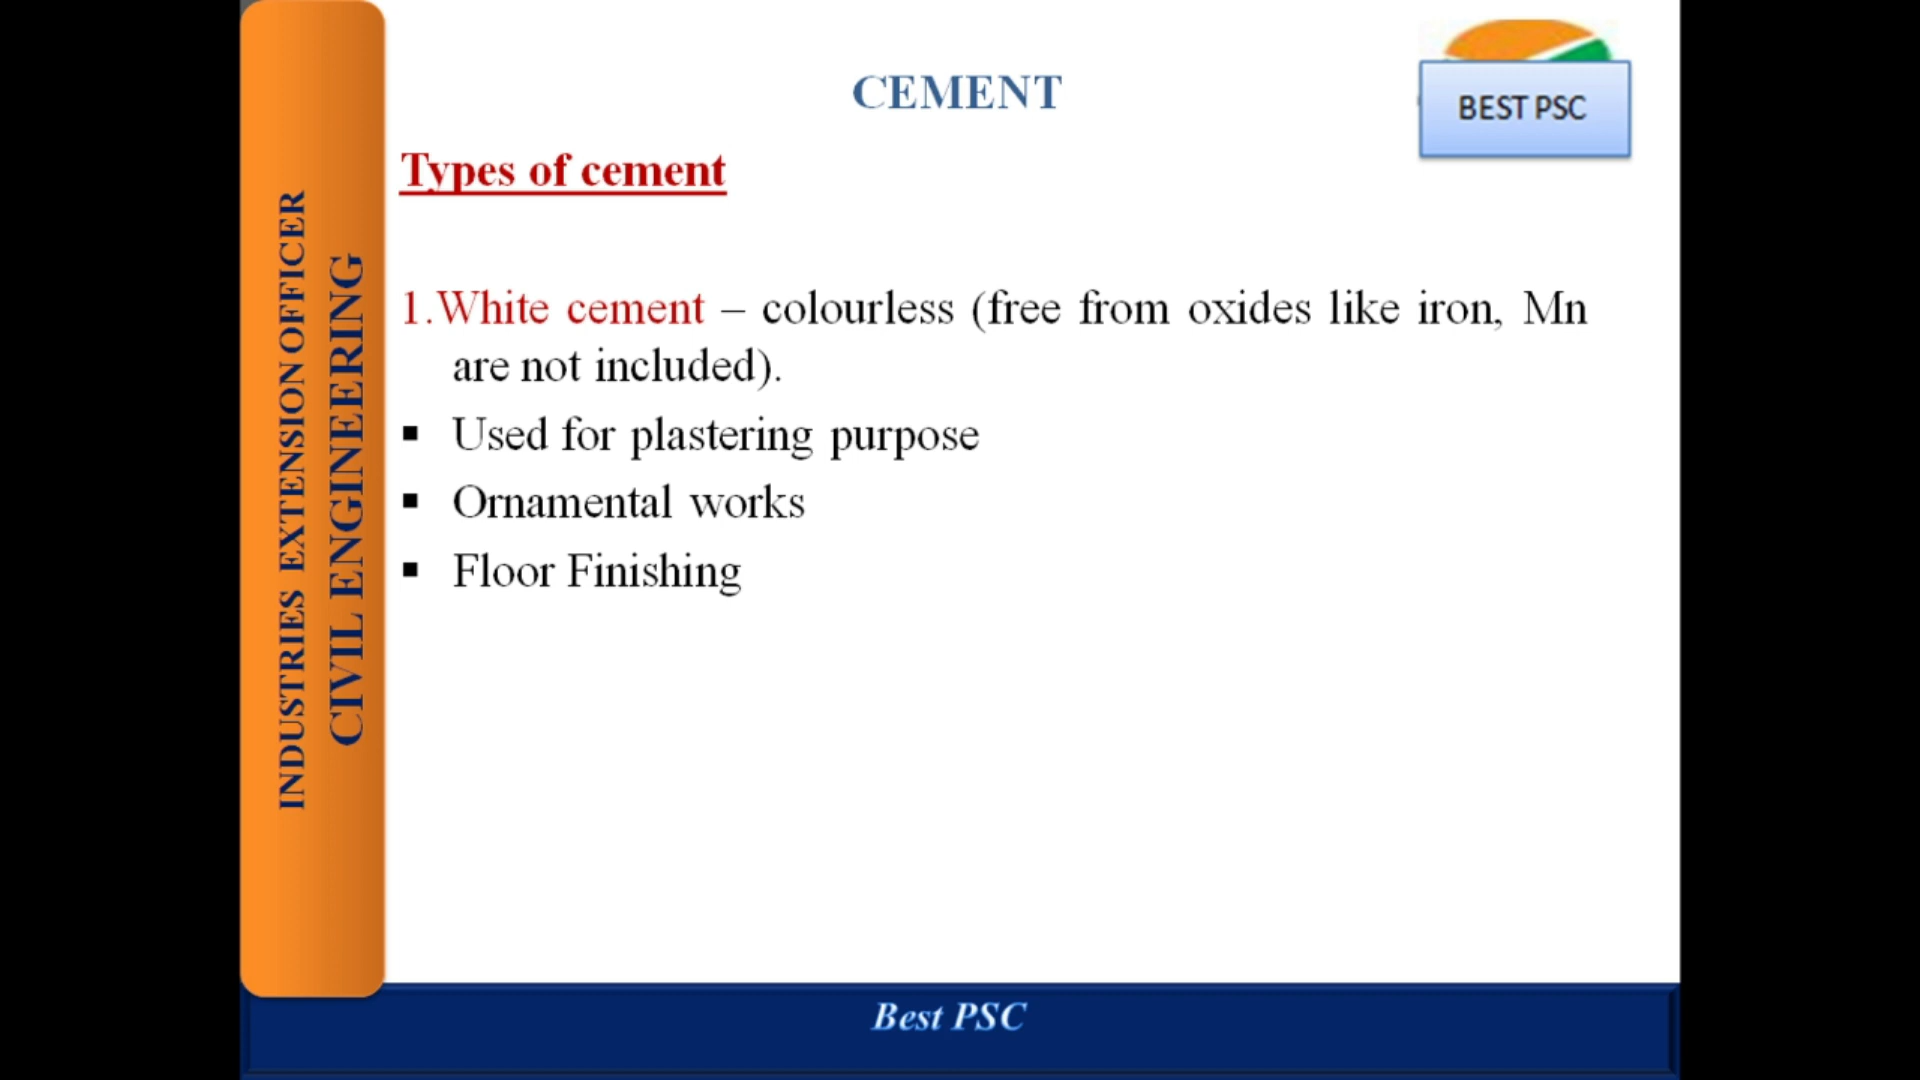 CEMENT
BEST PSC
Types of cement
1.White cement – colourless (free from oxides like iron, Mn
are not included).
▪ Used for plastering purpose
▪ Ornamental works
▪ Floor Finishing
INDUSTRIES EXTENSION OFFICER
CIVIL ENGINEERING
Best PSC